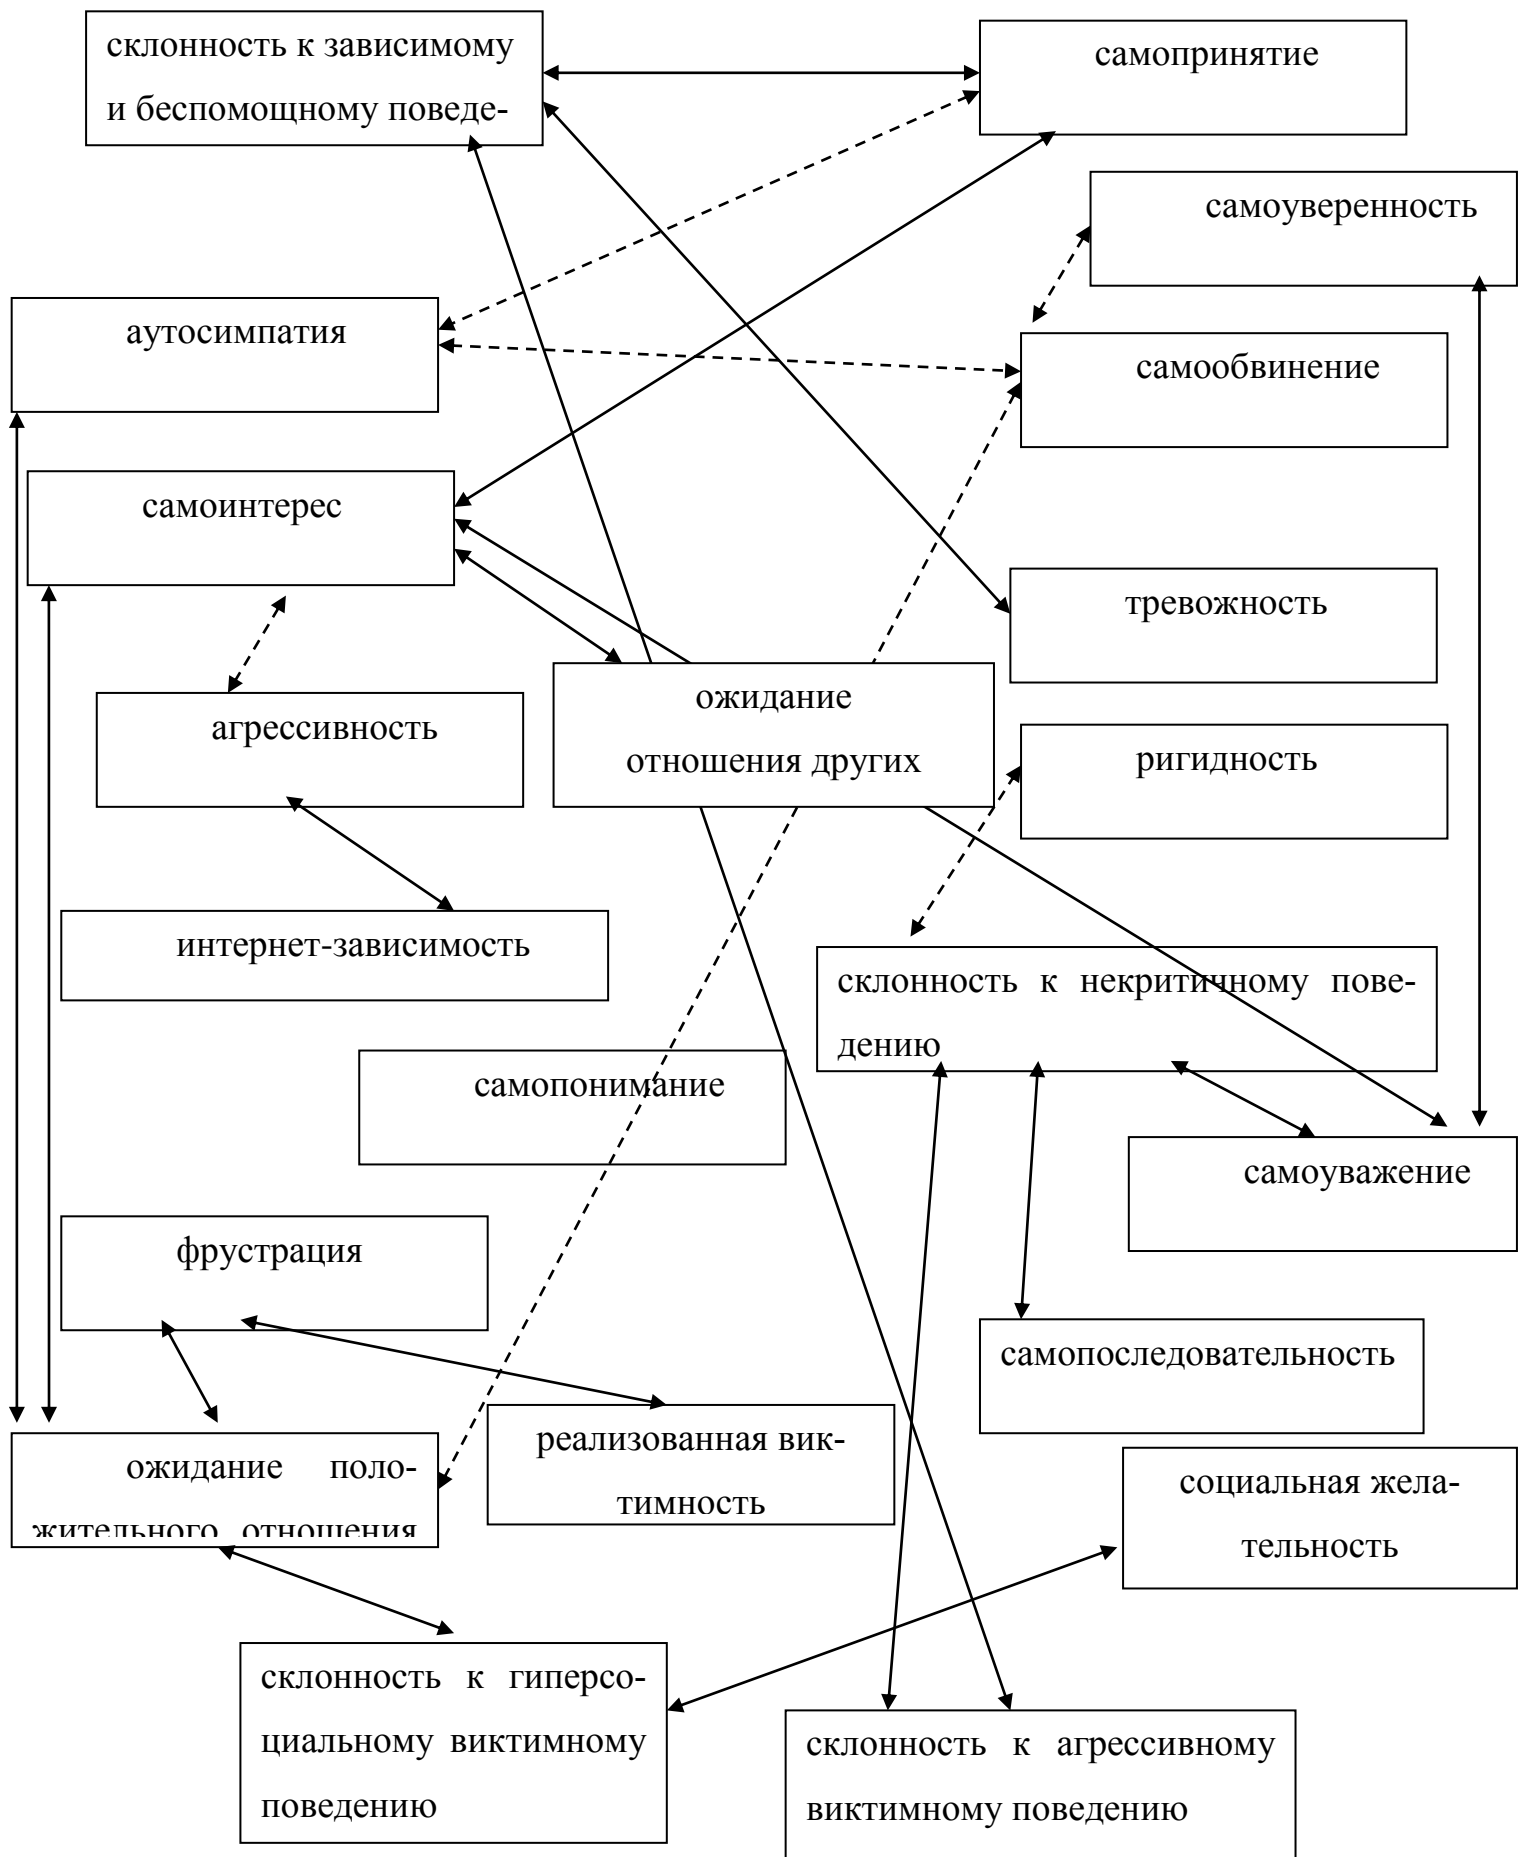 склонность к зависимому
и беспомощному поведе-
самопринятие
самоуверенность
аутосимпатия
самообвинение
самоинтерес
тревожность
ожидание
отношения других
агрессивность
ригидность
интернет-зависимость
склонность к некритичному пове-
дению
самопонимание
самоуважение
фрустрация
самопоследовательность
реализованная вик-
тимность
ожидание поло-
жительного отношения
социальная жела-
тельность
склонность к гиперсо-
циальному виктимному
поведению
склонность к агрессивному
виктимному поведению